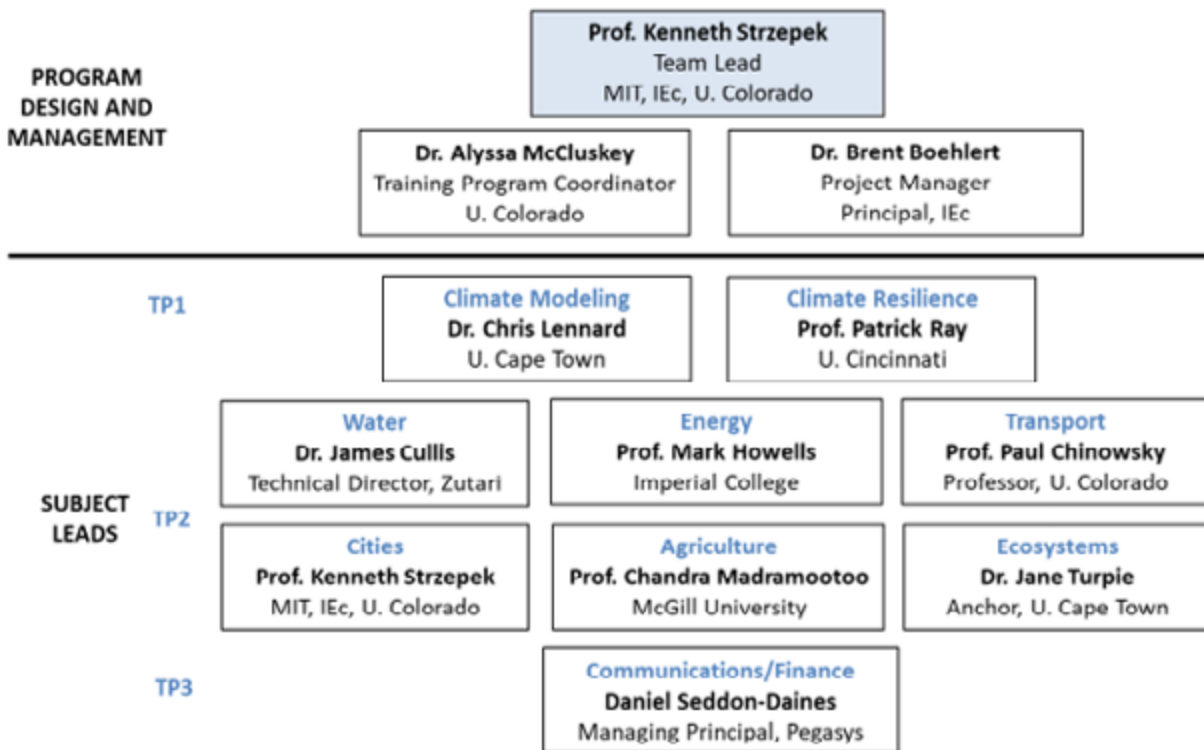 PROGRAM
DESIGN AND
MANAGEMENT
Prof. Kenneth Strzepek
Team Lead
MIT, IEc, U. Colorado
Dr. Alyssa McCluskey
Training Program Coordinator
U. Colorado
Dr. Brent Boehlert
Project Manager
Principal, IEc
SUBJECT
LEADS
TP1
Climate Modeling
Dr. Chris Lennard
U. Cape Town
Climate Resilience
Prof. Patrick Ray
U. Cincinnati
TP2
Water
Dr. James Cullis
Technical Director, Zutari
Energy
Prof. Mark Howells
Imperial College
Transport
Prof. Paul Chinowsky
Professor, U. Colorado
Cities
Prof. Kenneth Strzepek
MIT, IEc, U. Colorado
Agriculture
Prof. Chandra Madramootoo
McGill University
Ecosystems
Dr. Jane Turpie
Anchor, U. Cape Town
TP3
Communications/Finance
Daniel Seddon-Daines
Managing Principal, Pegasys